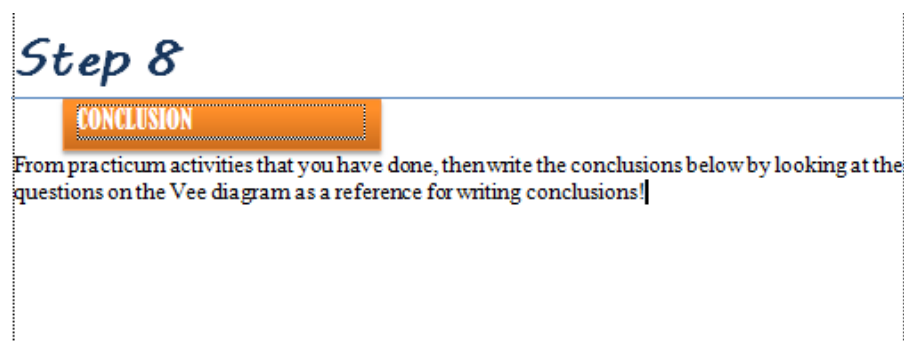 Step 8
CONCLUSION
From practicum activities that you have done, then write the conclusions below by looking at the
questions on the Vee diagram as a reference for writing conclusions!